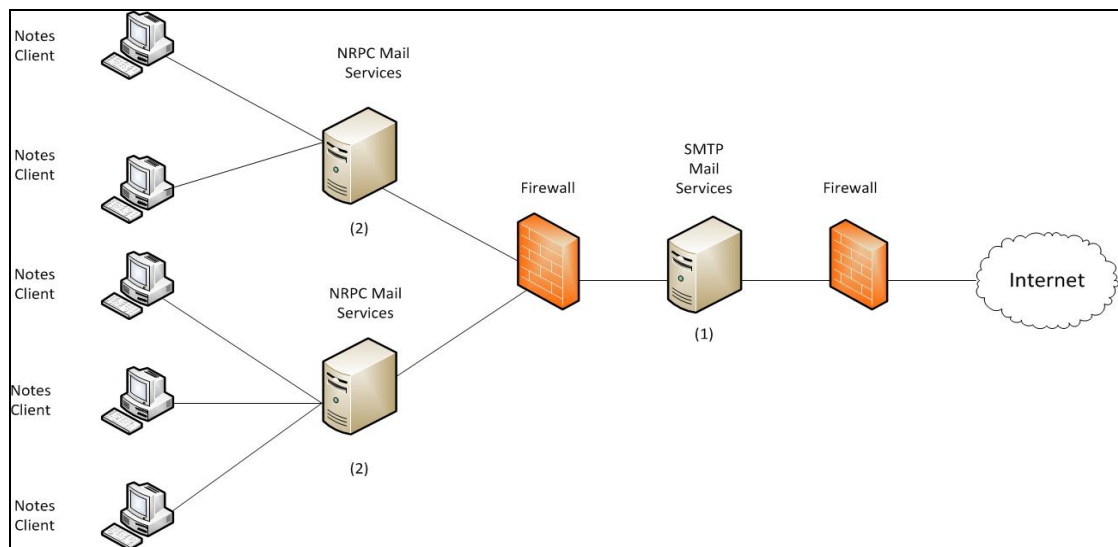 Notes
Client
NRPC Mail
Services
Notes
Client
SMTP
Mail
Services
Firewall
Firewall
(2)
Notes
Client
NRPC Mail
Services
Internet
(1)
Notes
Client
(2)
Notes
Client